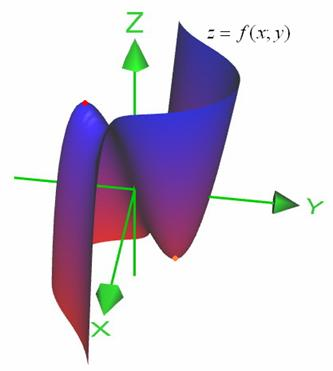 Z
z = f(x, y)
Y
X